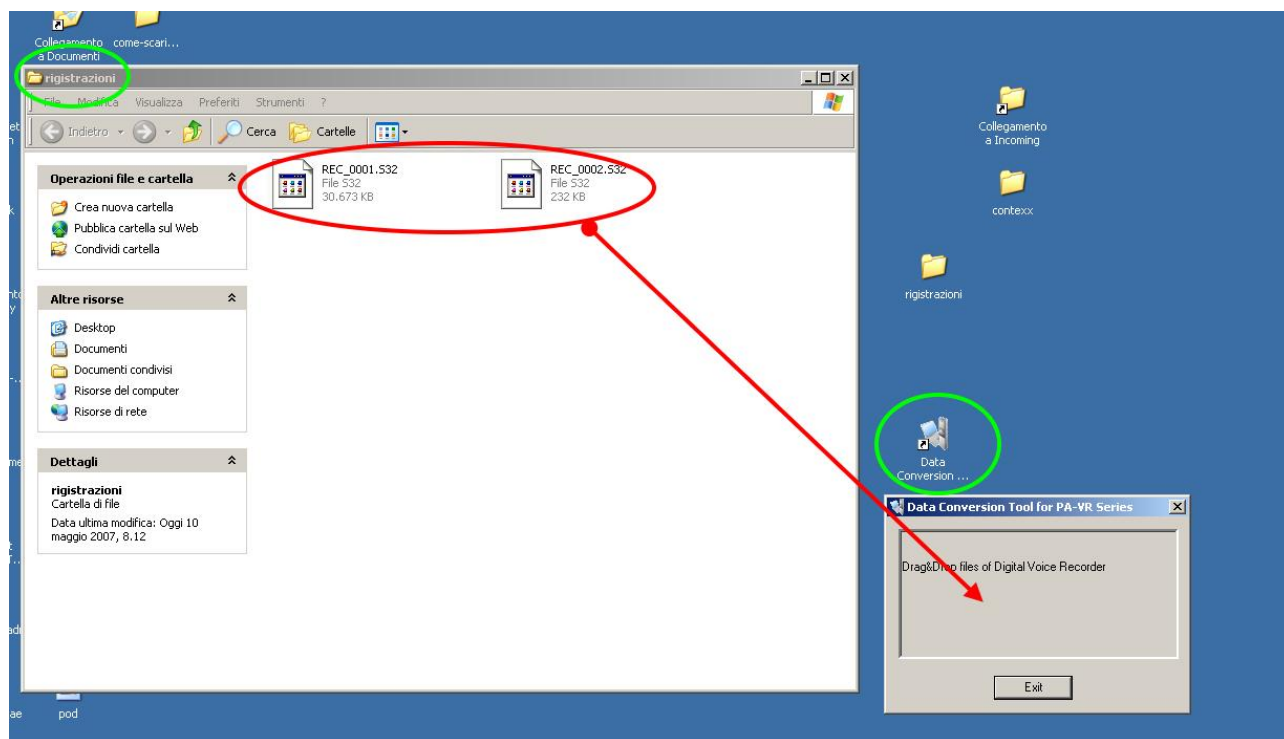 Collegamento
a Documenti
come-scari...
rigistrazioni
File Modifica Visualizza Preferiti Strumenti ?
Indietro Cerca Cartelle
Operazioni file e cartella
Crea nuova cartella
Pubblica cartella sul Web
Condividi cartella
Altre risorse
Desktop
Documenti
Documenti condivisi
Risorse del computer
Risorse di rete
Dettagli
rigistrazioni
Cartella di file
Data ultima modifica: Oggi 10
maggio 2007, 8.12
REC_0001.S32
File S32
30.673 KB
REC_0002.S32
File S32
232 KB
Collegamento
a Incoming
contexx
rigistrazioni
Data
Conversion ...
Data Conversion Tool for PA-VR Series
Drag&Drop files of Digital Voice Recorder
Exit
pod